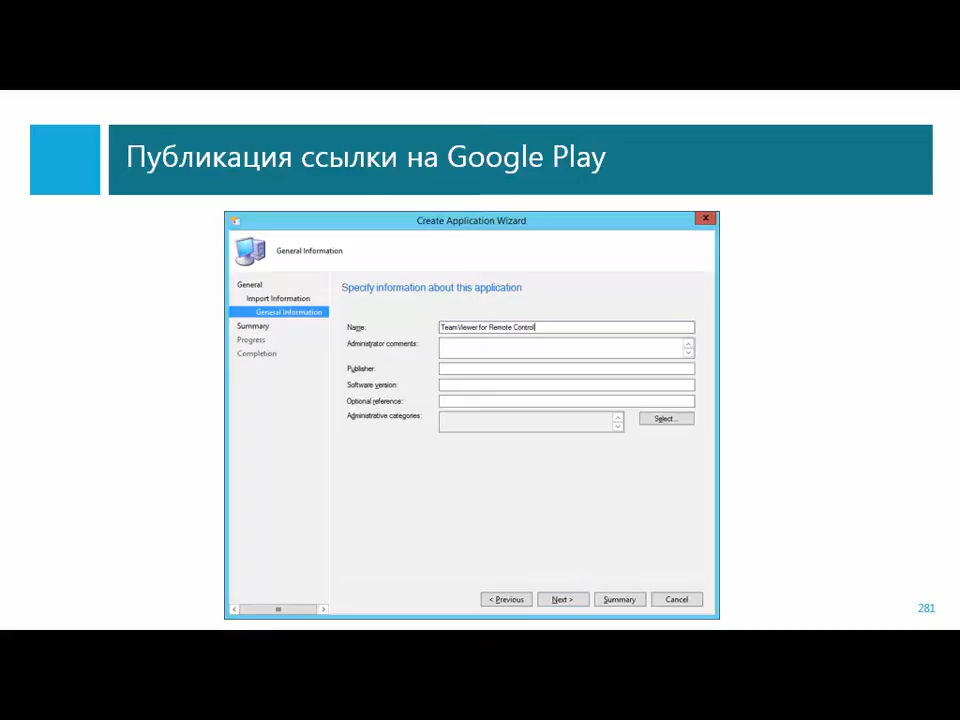 Публикация ссылки на Google Play
Create Application Wizard
x
General Information
General
Import Information
General Information
Summary
Progress
Completion
Specify information about this application
Name:
TeamViewer for Remote Control
Administrator comments:
Publisher:
Software version:
Optional reference:
Administrative categories:
Select...
< Previous
Next >
Summary
Cancel
281